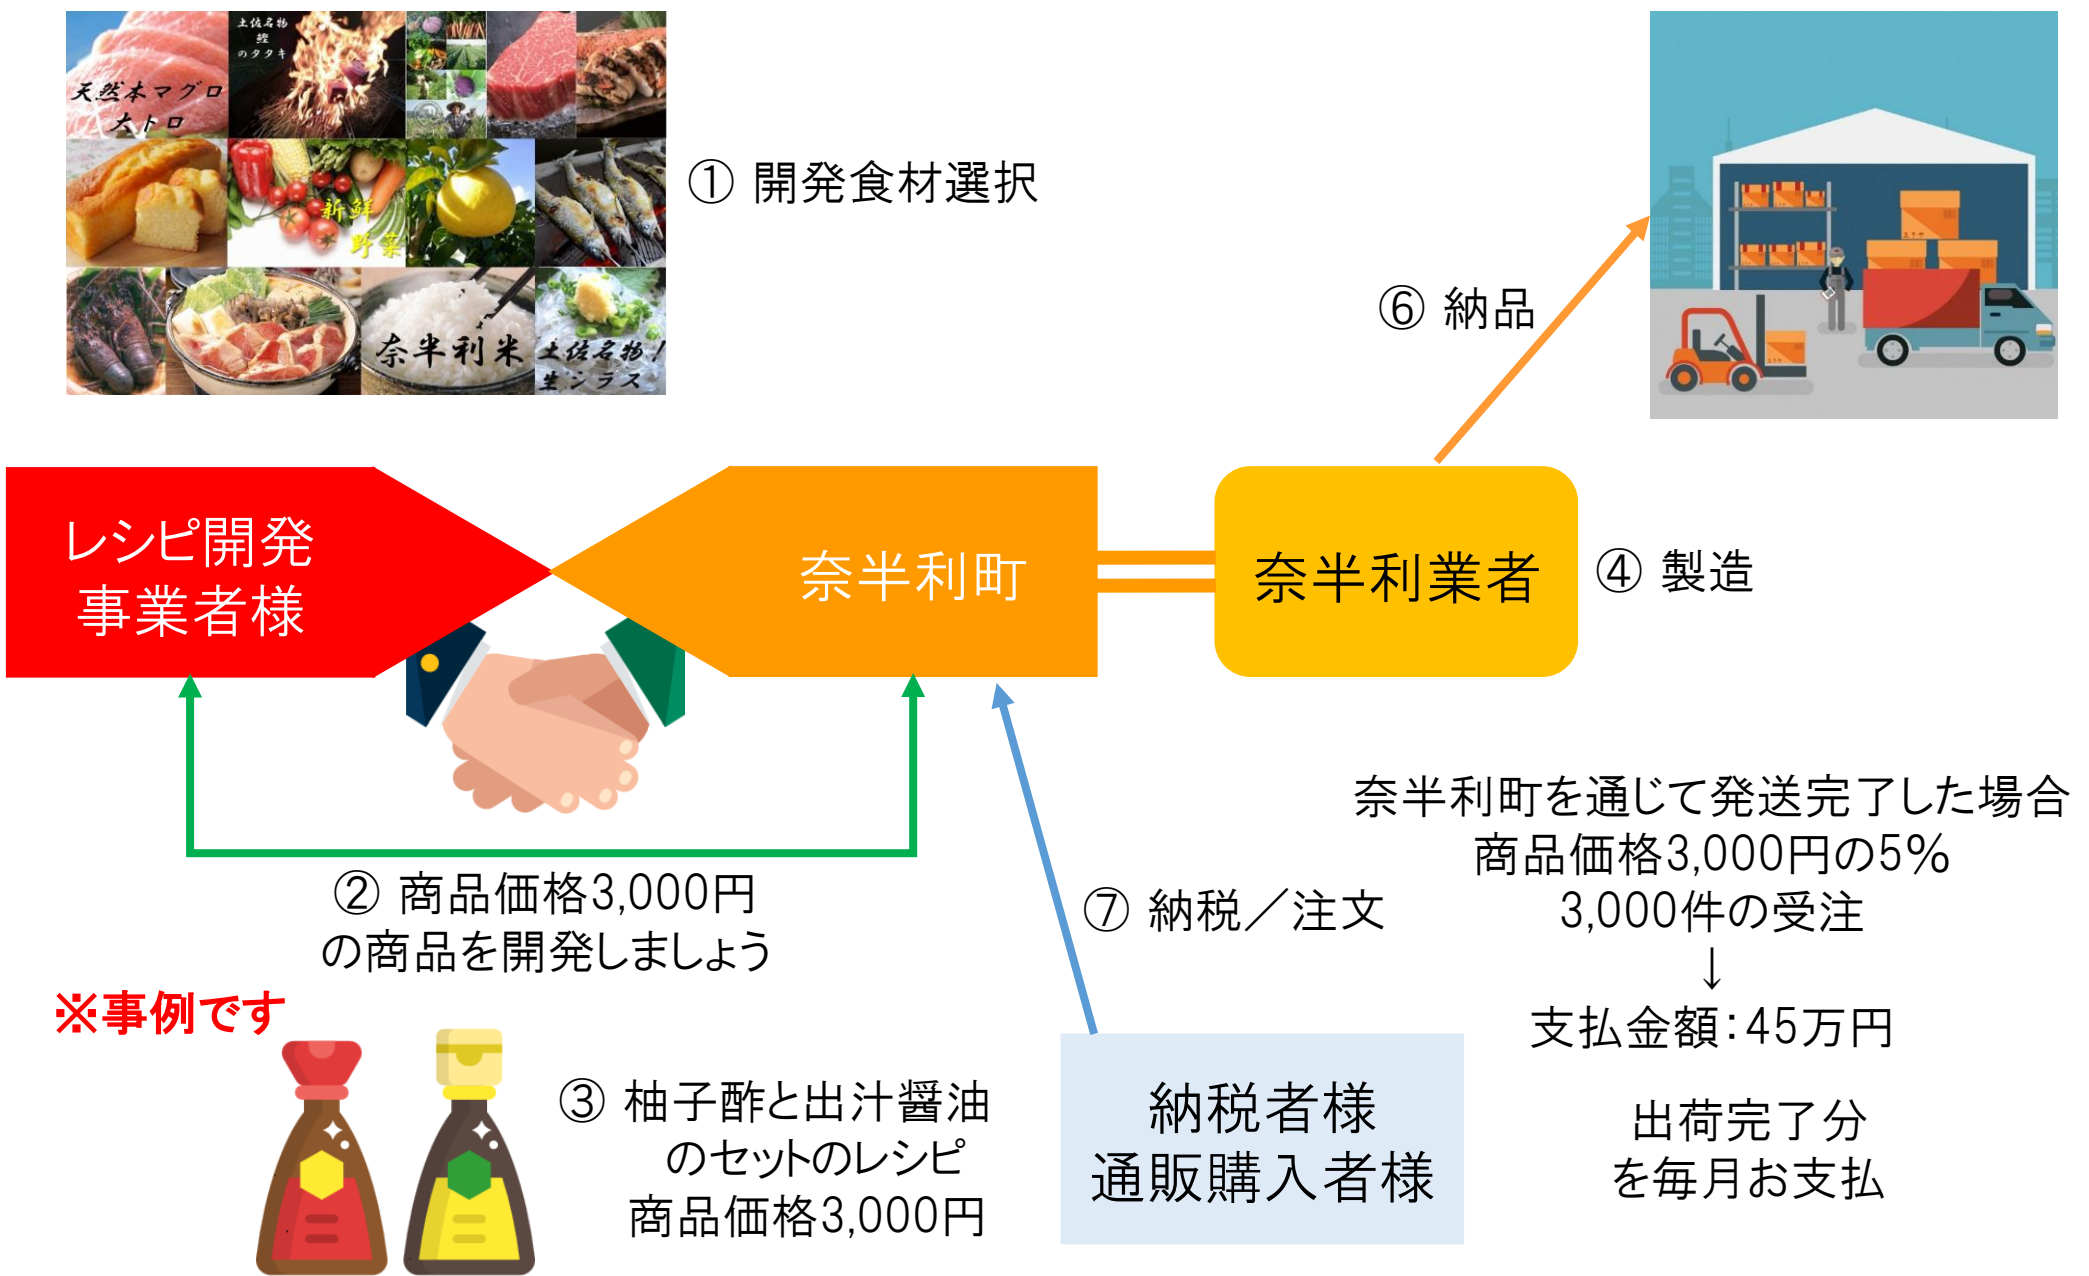 天然本マグロ
大トロ
土佐名物
鰹
のタタキ
新鮮
野菜
奈半利米
土佐名物！
生シラス
① 開発食材選択
⑥ 納品
レシピ開発
事業者様
奈半利町
奈半利業者
④ 製造
② 商品価格3,000円
の商品を開発しましょう
※事例です
③ 柚子酢と出汁醤油
のセットのレシピ
商品価格3,000円
⑦ 納税／注文
納税者様
通販購入者様
奈半利町を通じて発送完了した場合
商品価格3,000円の5%
3,000件の受注
↓
支払金額：45万円
出荷完了分
を毎月お支払